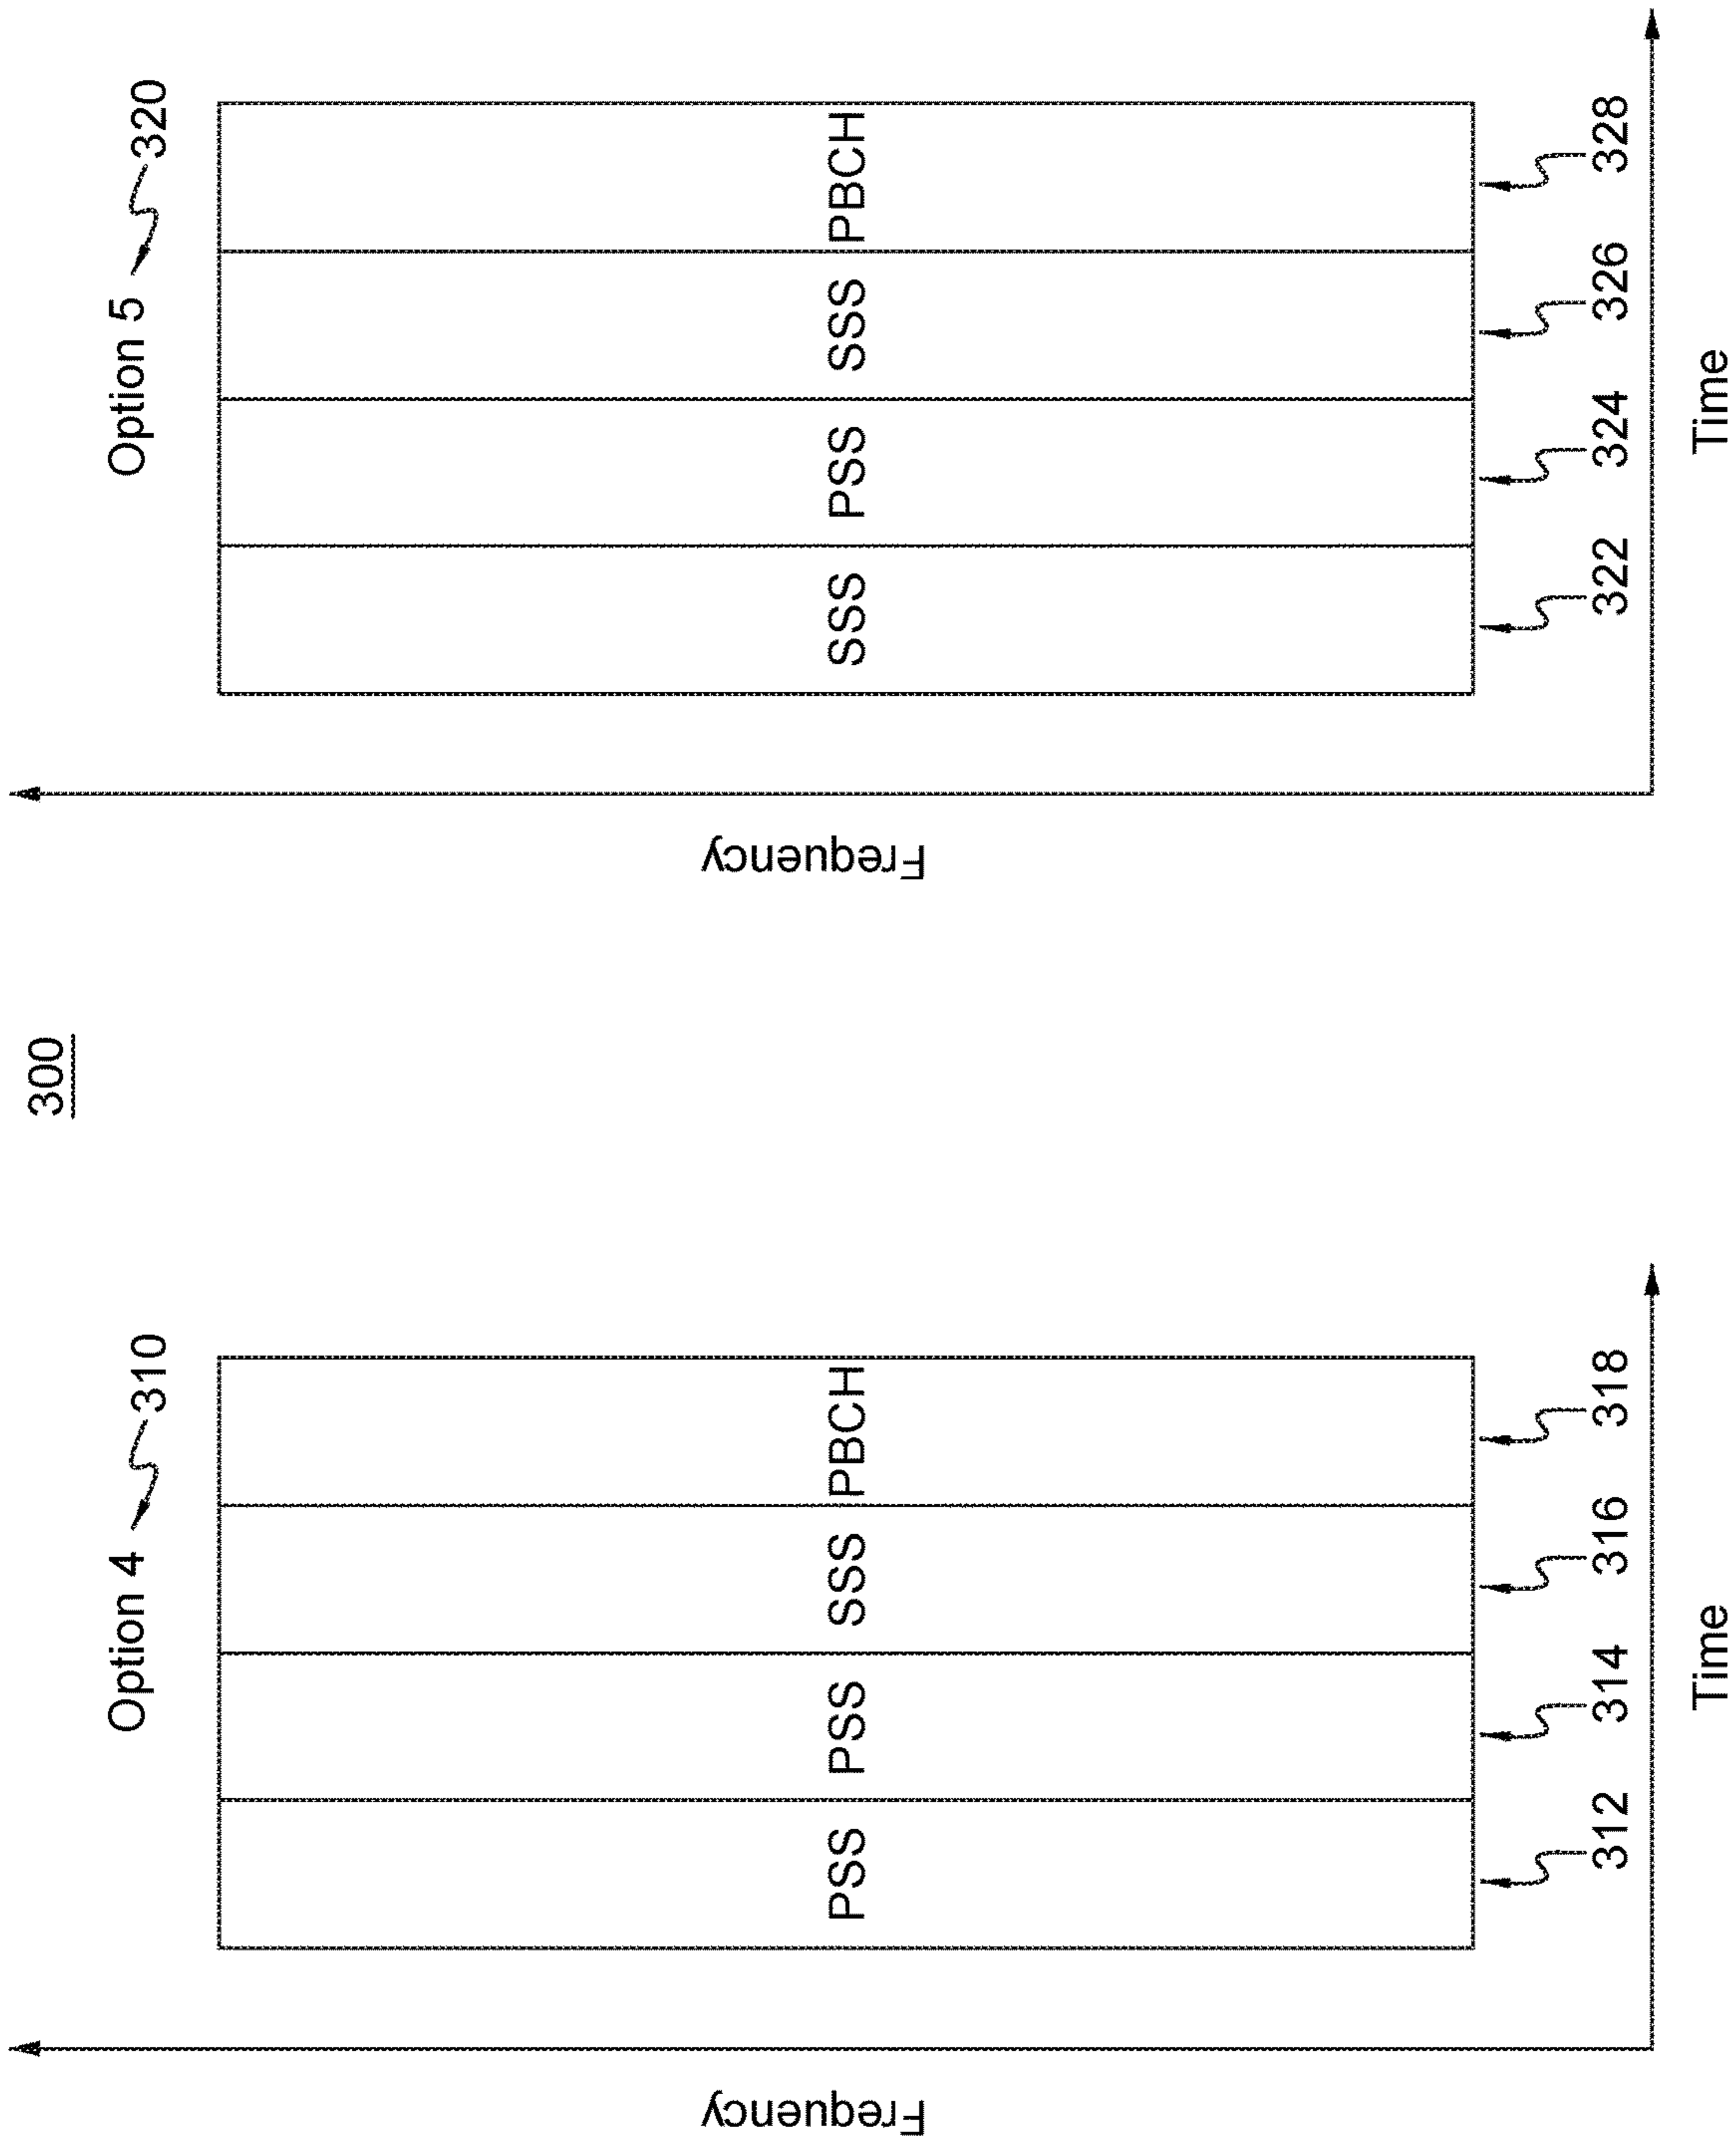 300
Option 4
310
Frequency
PSS
PSS
SSS
PBCH
312
314
316
318
Time
Option 5
320
Frequency
SSS
PSS
SSS
PBCH
322
324
326
328
Time